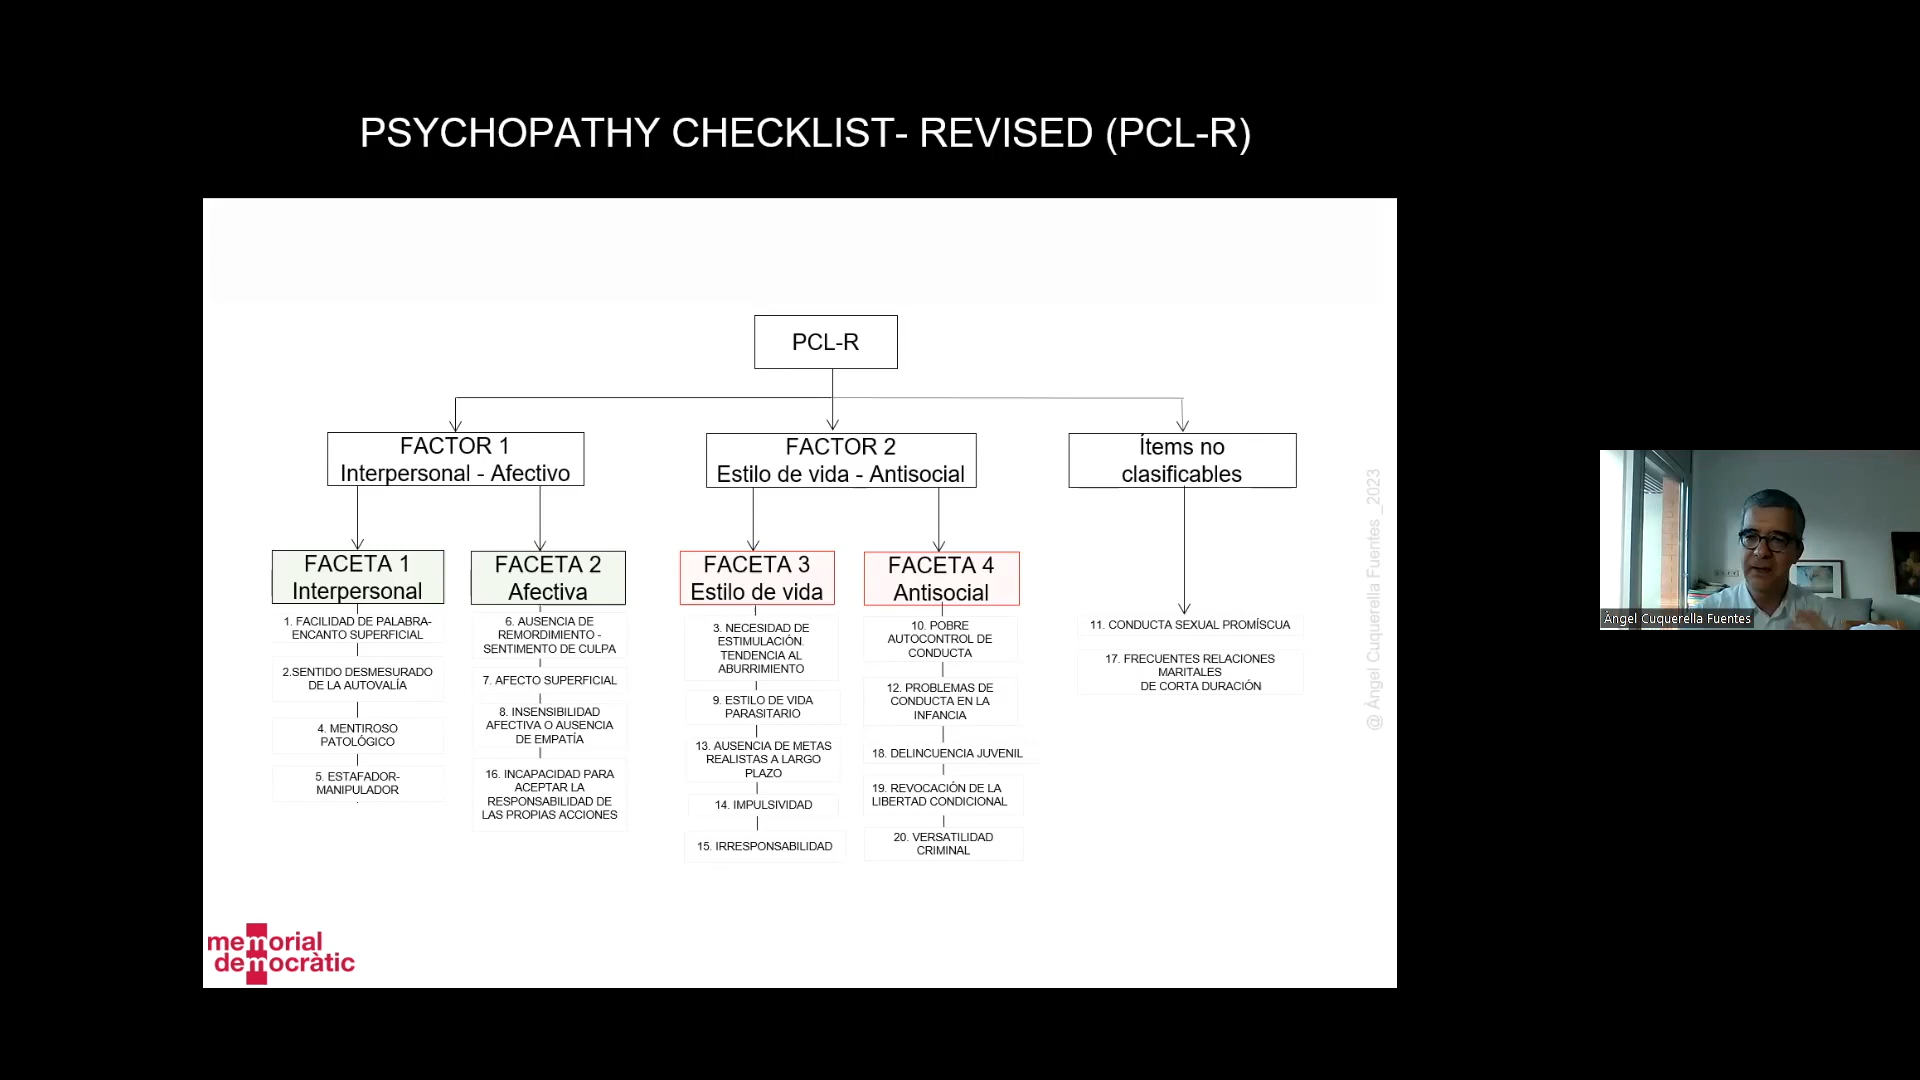 PSYCHOPATHY CHECKLIST- REVISED (PCL-R)
PCL-R
FACTOR 1
Interpersonal - Afectivo
FACTOR 2
Estilo de vida - Antisocial
Ítems no
clasificables
FACETA 1
Interpersonal
1. FACILIDAD DE PALABRA-
ENCANTO SUPERFICIAL
2.SENTIDO DESMESURADO
DE LA AUTOVALÍA
4. MENTIROSO
PATOLÓGICO
5. ESTAFADOR-
MANIPULADOR
FACETA 2
Afectiva
6. AUSENCIA DE
REMORDIMIENTO -
SENTIMENTO DE CULPA
7. AFECTO SUPERFICIAL
8. INSENSIBILIDAD
AFECTIVA O AUSENCIA
DE EMPATÍA
16. INCAPACIDAD PARA
ACEPTAR LA
RESPONSABILIDAD DE
LAS PROPIAS ACCIONES
FACETA 3
Estilo de vida
3. NECESIDAD DE
ESTIMULACIÓN.
TENDENCIA AL
ABURRIMIENTO
9. ESTILO DE VIDA
PARASITARIO
13. AUSENCIA DE METAS
REALISTAS A LARGO
PLAZO
14. IMPULSIVIDAD
15. IRRESPONSABILIDAD
FACETA 4
Antisocial
10. POBRE
AUTOCONTROL DE
CONDUCTA
12. PROBLEMAS DE
CONDUCTA EN LA
INFANCIA
18. DELINCUENCIA JUVENIL
19. REVOCACIÓN DE LA
LIBERTAD CONDICIONAL
20. VERSATILIDAD
CRIMINAL
11. CONDUCTA SEXUAL PROMÍSCUA
17. FRECUENTES RELACIONES
MARITALES
DE CORTA DURACIÓN
@ Àngel Cuquerella Fuentes _2023
memorial
democràtic
Àngel Cuquerella Fuentes